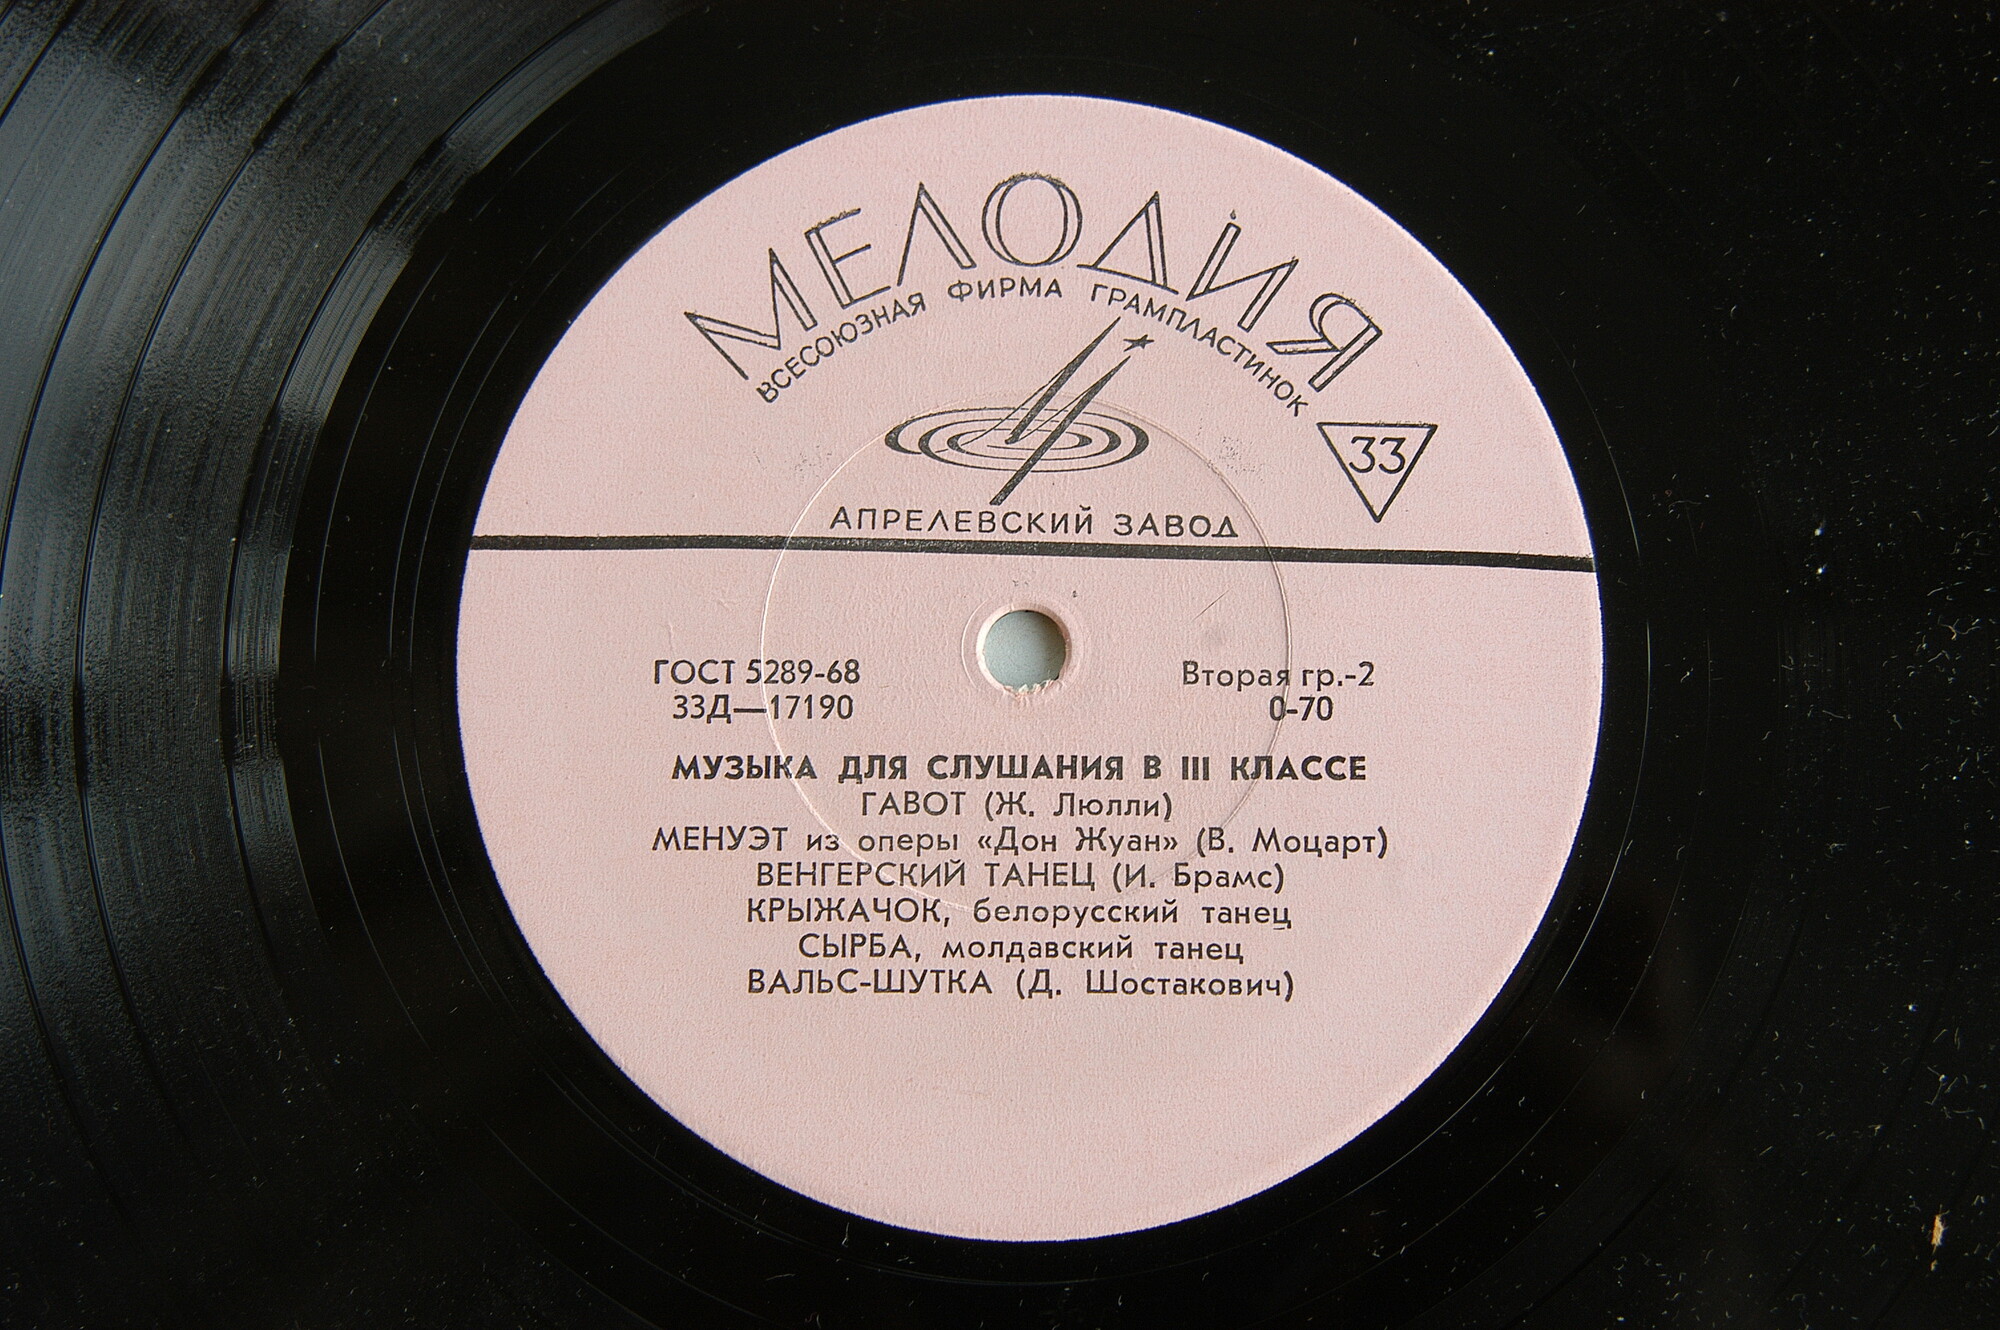 МЕЛОДИЯ
ВСЕСОЮЗНАЯ ФИРМА ГРАМПЛАСТИНОК
33
АПРЕЛЕВСКИЙ ЗАВОД
ГОСТ 5289-68
Вторая гр.-2
33Д—17190
0-70
МУЗЫКА ДЛЯ СЛУШАНИЯ В III КЛАССЕ
ГАВОТ (Ж. Люлли)
МЕНУЭТ из оперы «Дон Жуан» (В. Моцарт)
ВЕНГЕРСКИЙ ТАНЕЦ (И. Брамс)
КРЫЖАЧОК, белорусский танец
СЫРБА, молдавский танец
ВАЛЬС-ШУТКА (Д. Шостакович)